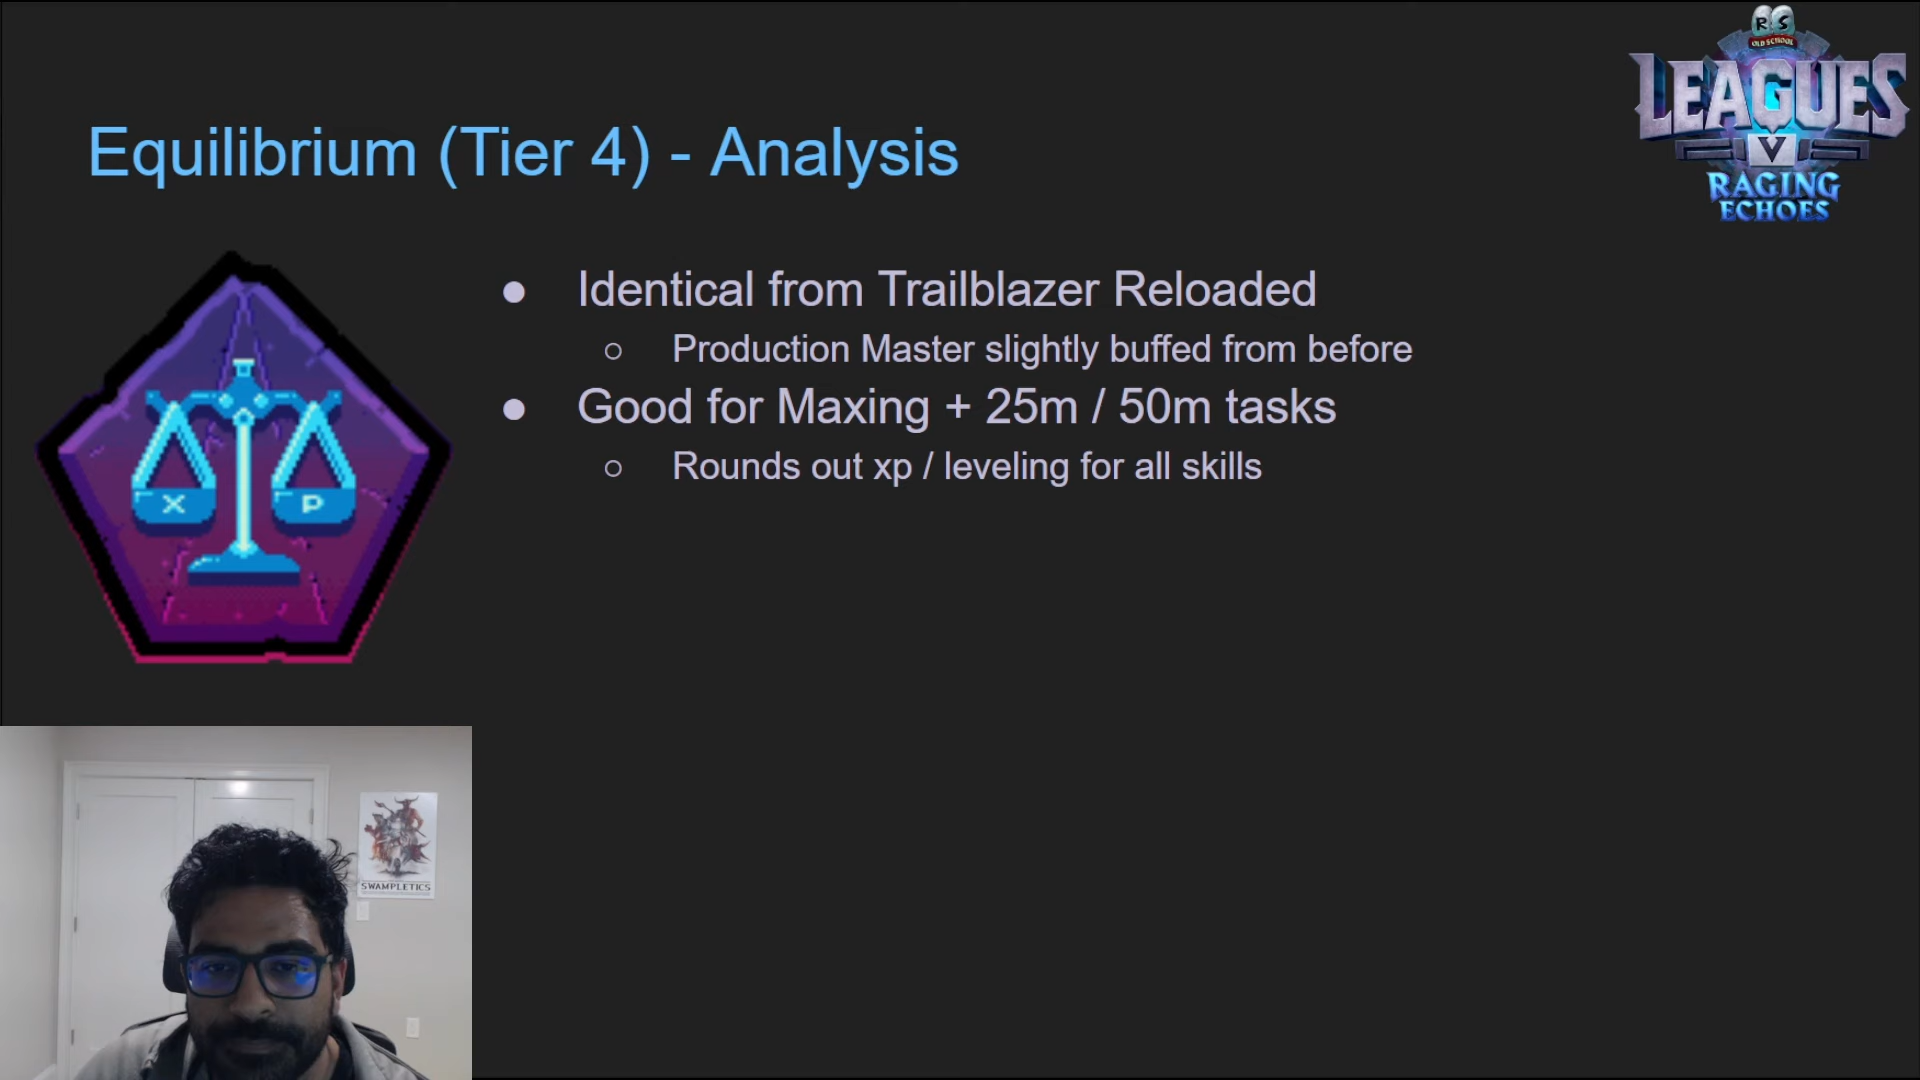 RS
OLD SCHOOL
LEAGUES
V
RAGING
ECHOES
Equilibrium (Tier 4) - Analysis
● Identical from Trailblazer Reloaded
○ Production Master slightly buffed from before
● Good for Maxing + 25m / 50m tasks
○ Rounds out xp / leveling for all skills
X P
SWAMPLETICS